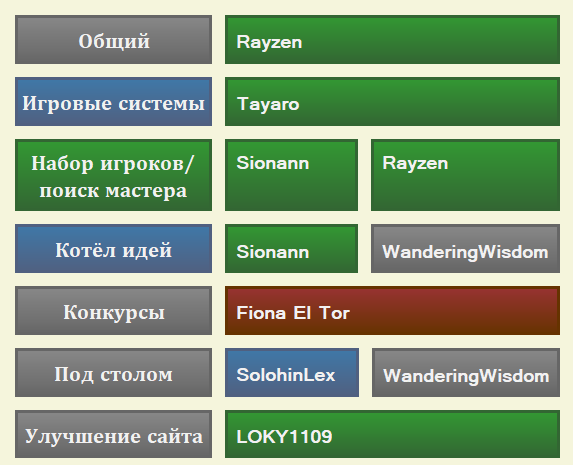 Общий
Rayzen
Игровые системы
Tayaro
Набор игроков/
поиск мастера
Sionann
Rayzen
Котёл идей
Sionann
WanderingWisdom
Конкурсы
Fiona El Tor
Под столом
SolohinLex
WanderingWisdom
Улучшение сайта
LOKY1109